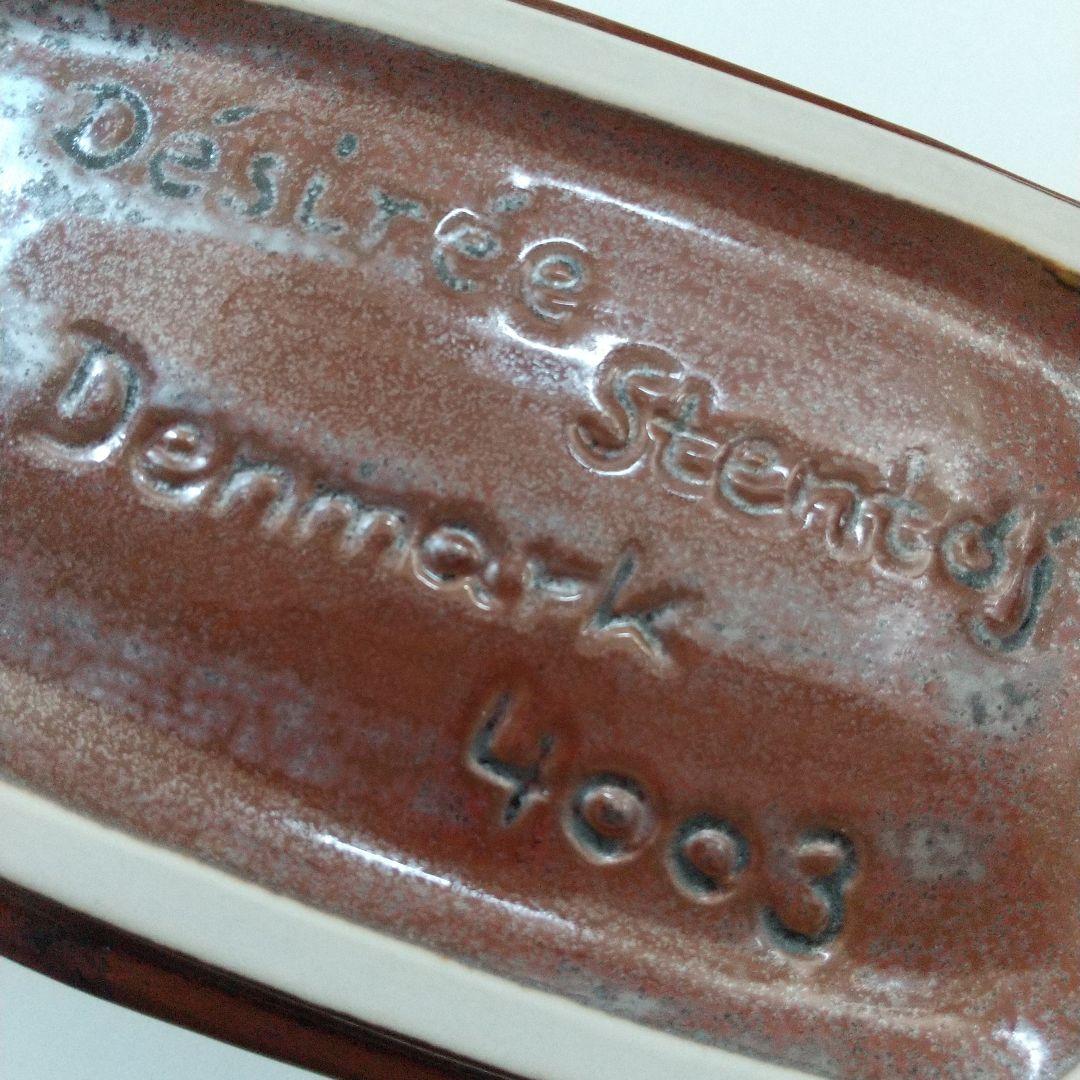 Désirée Stentøj
Denmark
4003